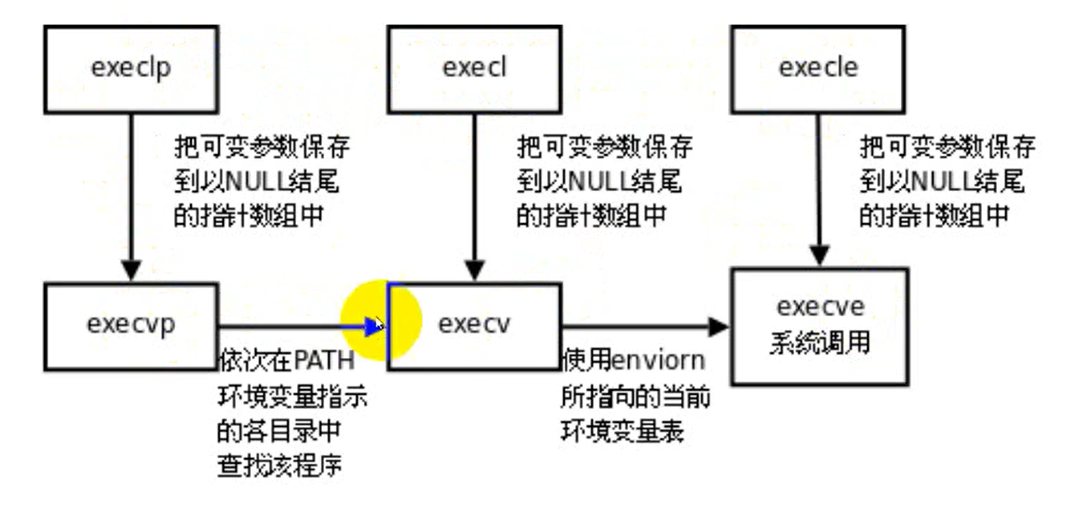 execlp
execl
execle
把可变参数保存
到以NULL结尾
的指针数组中
把可变参数保存
到以NULL结尾
的指针数组中
把可变参数保存
到以NULL结尾
的指针数组中
execvp
execv
execve
系统调用
依次在PATH
环境变量指示
的各目录中
查找该程序
使用enviorn
所指向的当前
环境变量表